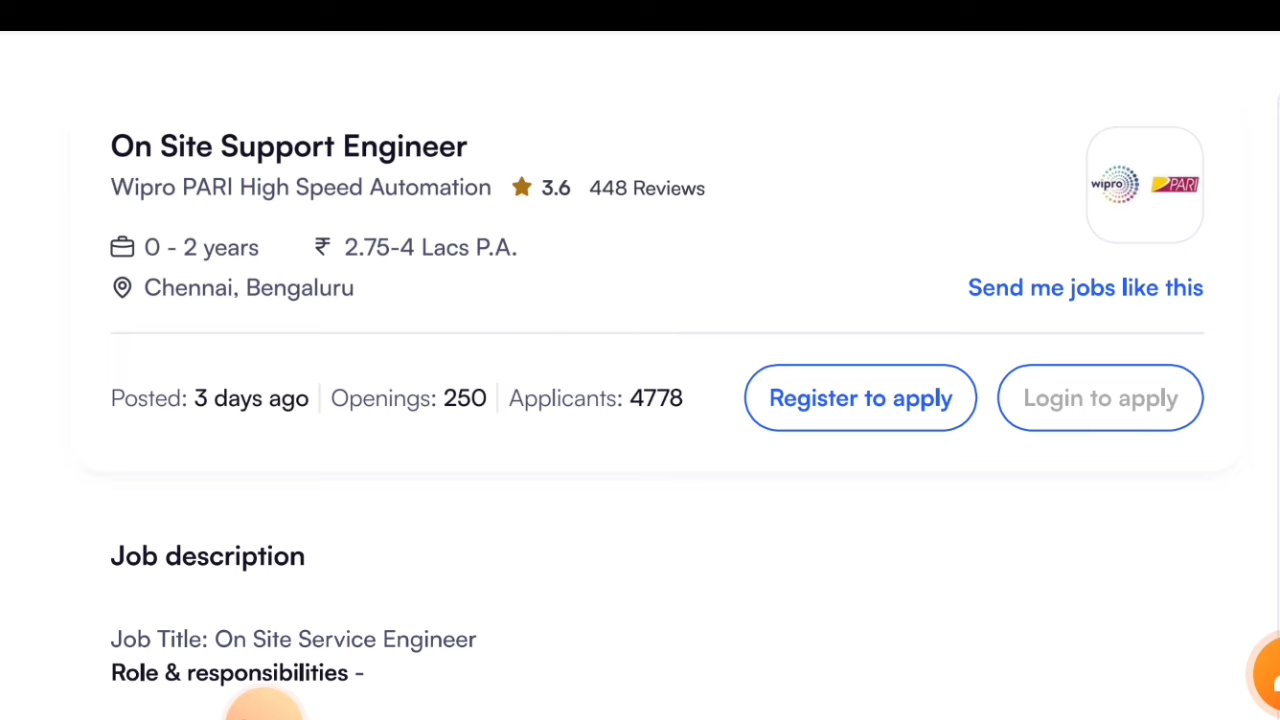 On Site Support Engineer
Wipro PARI High Speed Automation 3.6 448 Reviews
wipro PARI
0 - 2 years ₹ 2.75-4 Lacs P.A.
Chennai, Bengaluru
Send me jobs like this
Posted: 3 days ago Openings: 250 Applicants: 4778
Register to apply Login to apply
Job description
Job Title: On Site Service Engineer
Role & responsibilities -